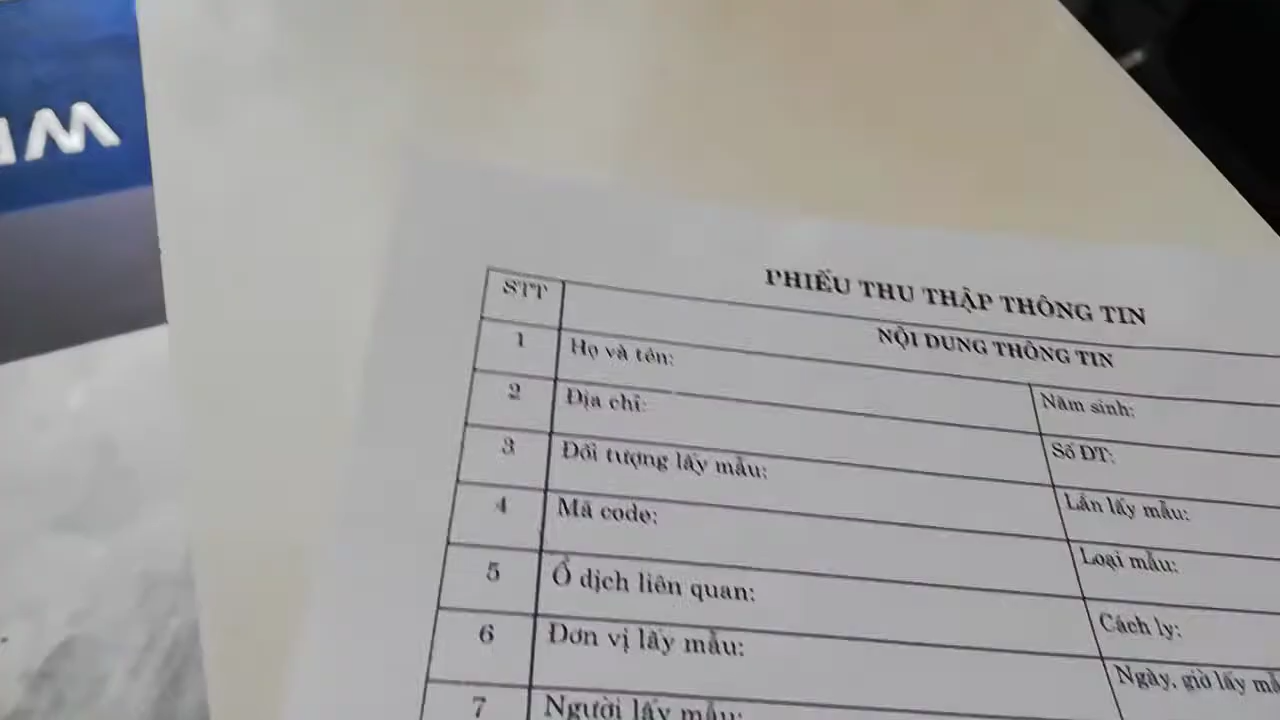 PHIẾU THU THẬP THÔNG TIN
STT NỘI DUNG THÔNG TIN
1 Họ và tên: Năm sinh:
2 Địa chỉ: Số ĐT:
3 Đối tượng lấy mẫu: Lần lấy mẫu:
4 Mã code: Loại mẫu:
5 Ổ dịch liên quan: Cách ly:
6 Đơn vị lấy mẫu: Ngày, giờ lấy
7 Người lấy mẫu: